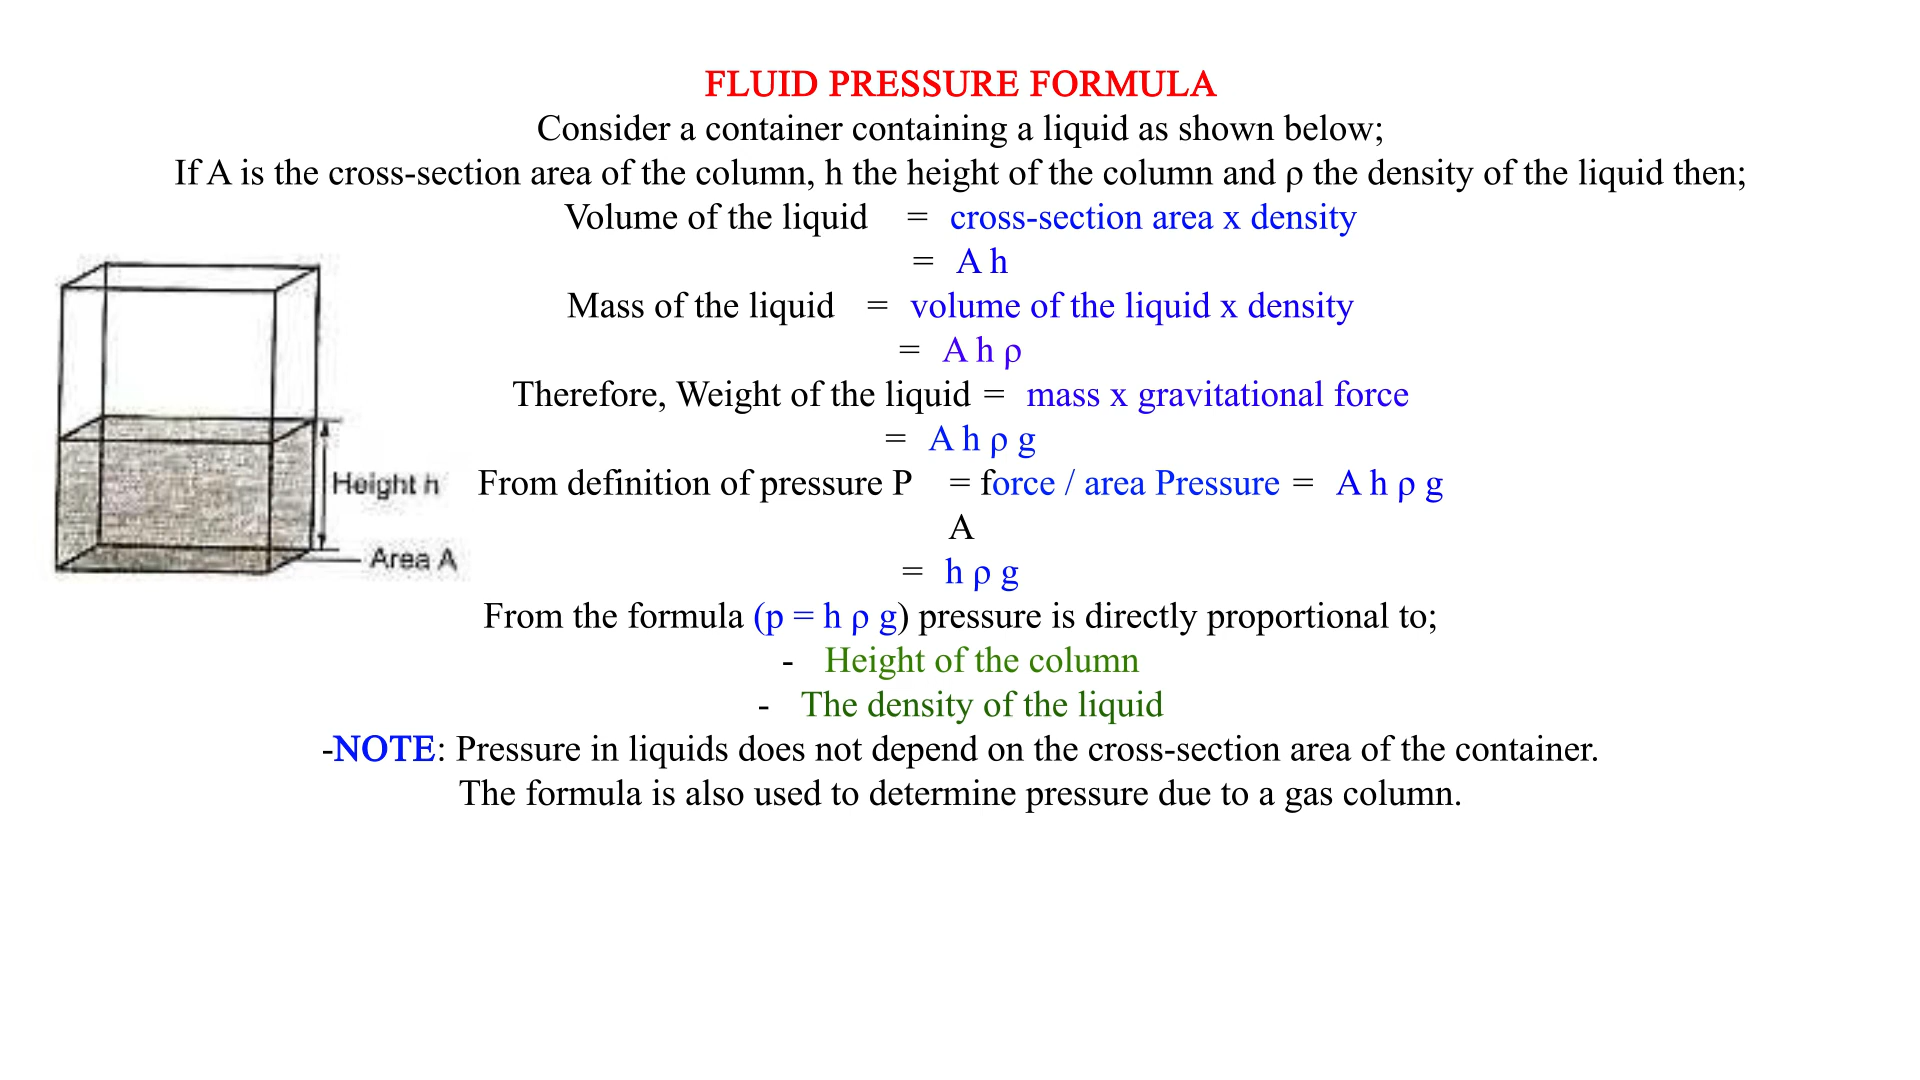 FLUID PRESSURE FORMULA
Consider a container containing a liquid as shown below;
If A is the cross-section area of the column, h the height of the column and ρ the density of the liquid then;
Volume of the liquid = cross-section area x density
= A h
Mass of the liquid = volume of the liquid x density
= A h ρ
Therefore, Weight of the liquid = mass x gravitational force
= A h ρ g
Height h
From definition of pressure P = force / area Pressure = A h ρ g
A
Area A
= h ρ g
From the formula (p = h ρ g) pressure is directly proportional to;
- Height of the column
- The density of the liquid
-NOTE: Pressure in liquids does not depend on the cross-section area of the container.
The formula is also used to determine pressure due to a gas column.